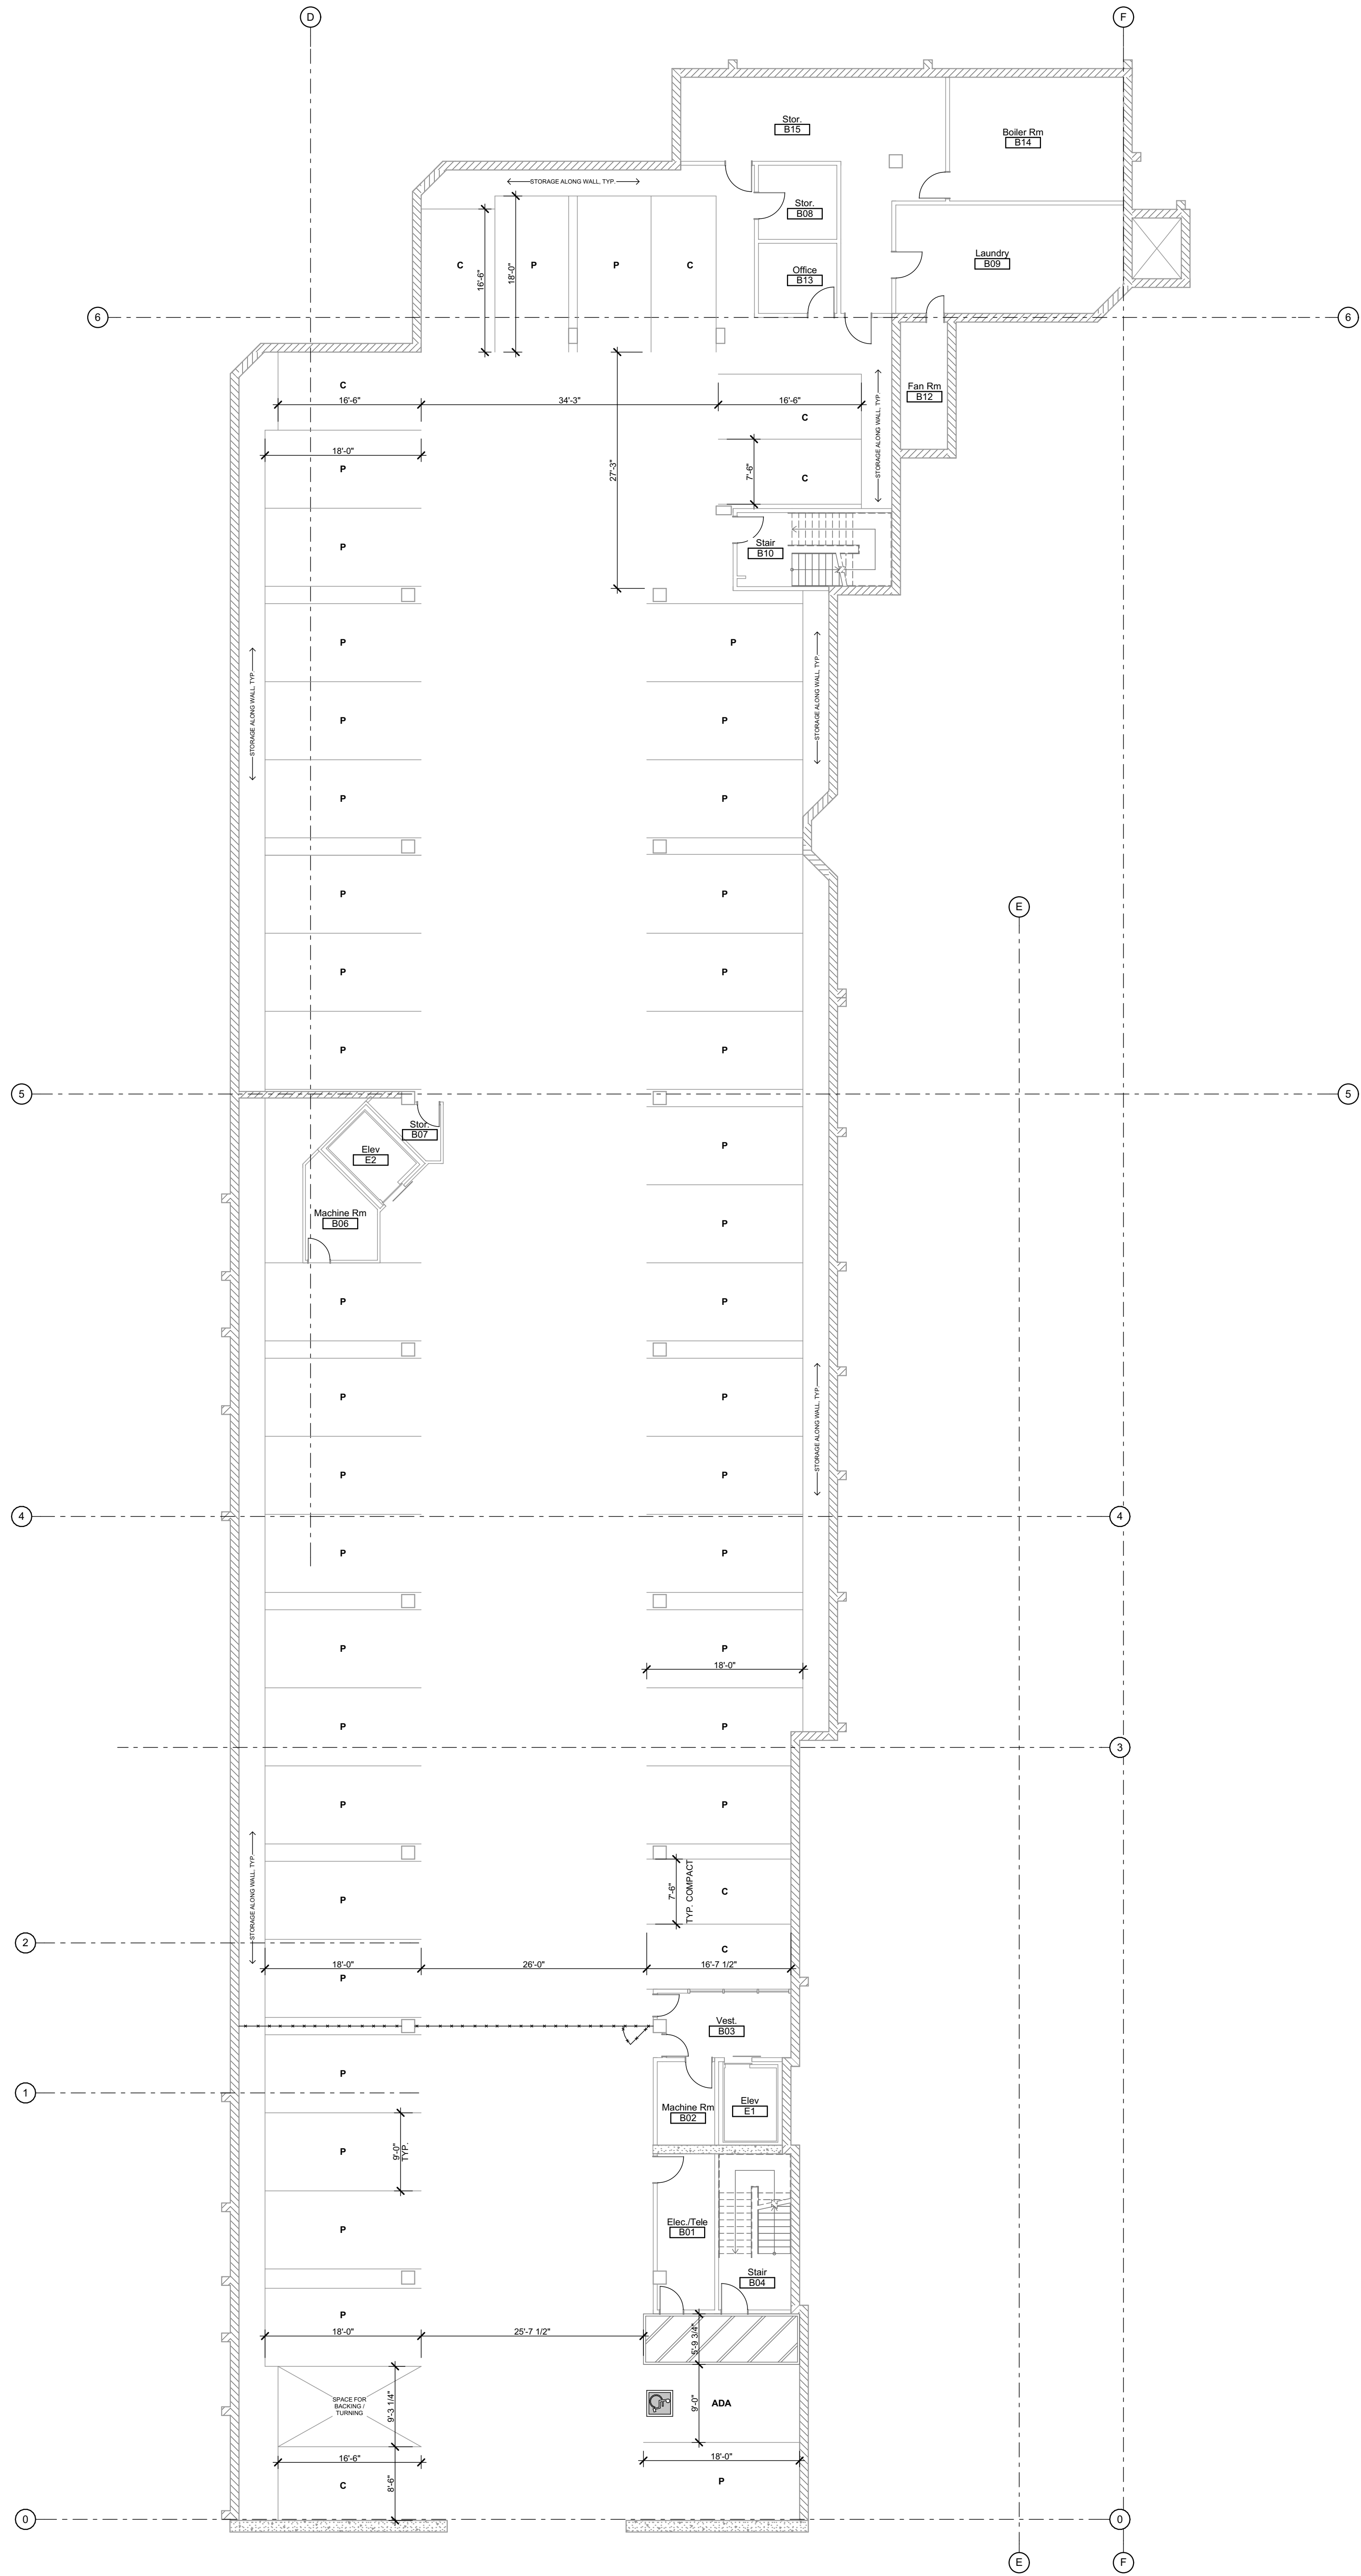 D
F
Stor.
B15
Boiler Rm
B14
STORAGE ALONG WALL, TYP.
Stor.
B08
Laundry
B09
C
16'-6"
18'-0"
P
P
C
Office
B13
6
6
C
16'-6"
34'-3"
16'-6"
C
STORAGE ALONG WALL, TYP.
Fan Rm
B12
18'-0"
P
27'-3"
7'-6"
C
P
Stair
B10
P
P
STORAGE ALONG WALL, TYP.
STORAGE ALONG WALL, TYP.
P
P
P
P
P
P
E
P
P
P
P
5
5
Stor.
B07
Elev
E2
P
Machine Rm
B06
P
P
P
P
P
STORAGE ALONG WALL, TYP.
P
P
4
4
P
P
P
P
18'-0"
P
P
3
P
P
STORAGE ALONG WALL, TYP.
P
7'-6"
TYP. COMPACT
C
2
C
18'-0"
26'-0"
16'-7 1/2"
P
Vest.
B03
P
1
Machine Rm
B02
Elev
E1
P
9'-0"
TYP.
P
Elec./Tele
B01
Stair
B04
P
18'-0"
25'-7 1/2"
5'-9 3/4"
SPACE FOR
BACKING /
TURNING
9'-3 1/4"
9'-0"
ADA
16'-6"
18'-0"
C
8'-6"
P
0
0
E
F